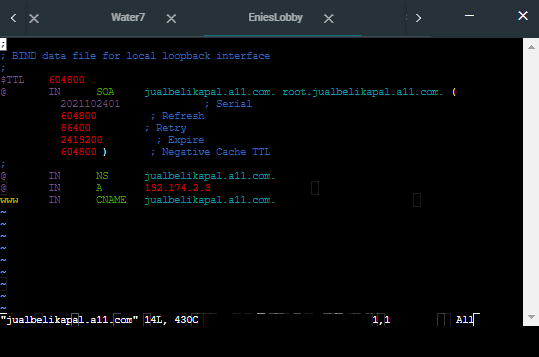 Water7 EniesLobby
;
; BIND data file for local loopback interface
;
$TTL 604800
@ IN SOA jualbelikapal.a11.com. root.jualbelikapal.a11.com. (
2021102401 ; Serial
604800 ; Refresh
86400 ; Retry
2419200 ; Expire
604800 ) ; Negative Cache TTL
;
@ IN NS jualbelikapal.a11.com.
@ IN A 192.174.2.3
www IN CNAME jualbelikapal.a11.com.
~
~
~
~
~
~
~
~
~
"jualbelikapal.a11.com" 14L, 430C 1,1 All